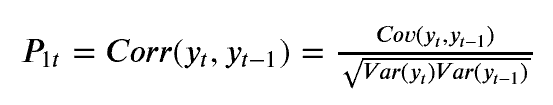 P_{1t} = Corr(y_t, y_{t-1}) = \frac{Cov(y_t, y_{t-1})}{\sqrt{Var(y_t)Var(y_{t-1})}}